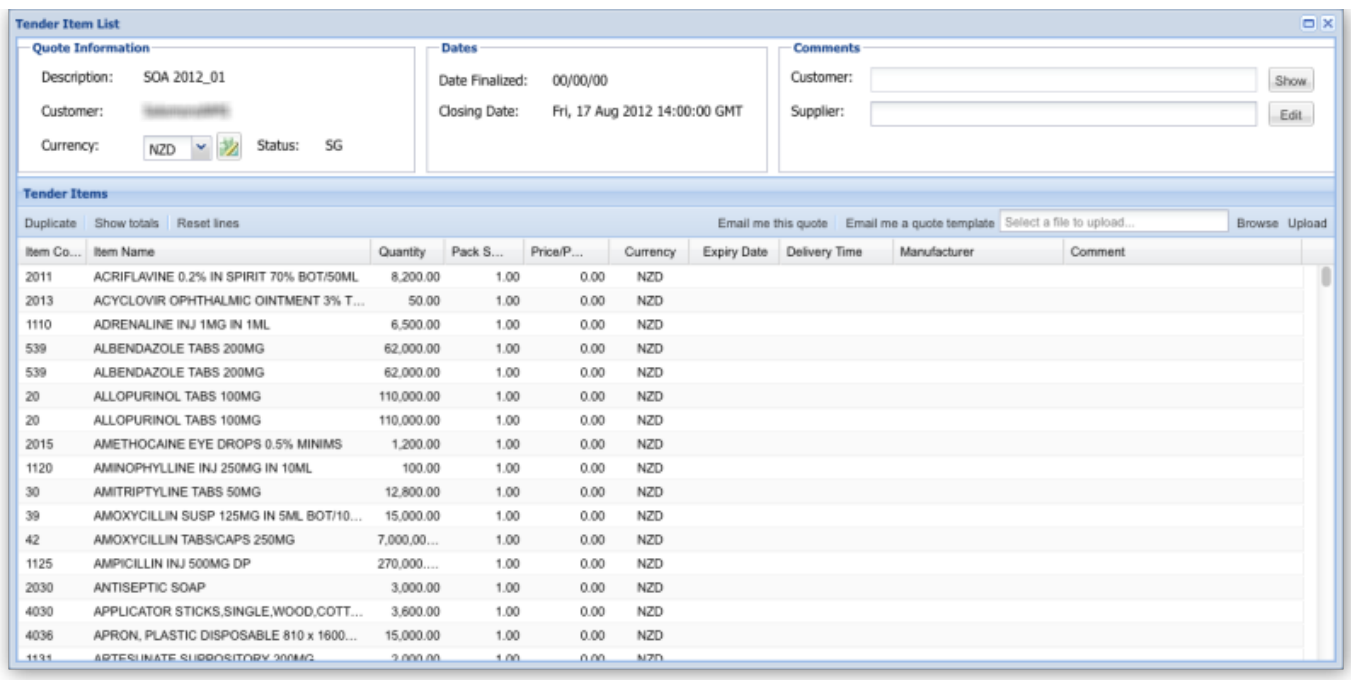 Tender Item List
Quote Information
Description: SOA 2012_01
Customer:
Currency: NZD Status: SG
Dates
Date Finalized: 00/00/00
Closing Date: Fri, 17 Aug 2012 14:00:00 GMT
Comments
Customer: Show
Supplier: Edit
Tender Items
Duplicate Show totals Reset lines Email me this quote Email me a quote template Select a file to upload... Browse Upload
Item Co... Item Name Quantity Pack S... Price/P... Currency Expiry Date Delivery Time Manufacturer Comment
2011 ACRIFLAVINE 0.2% IN SPIRIT 70% BOT/50ML 8,200.00 1.00 0.00 NZD
2013 ACYCLOVIR OPHTHALMIC OINTMENT 3% T... 50.00 1.00 0.00 NZD
1110 ADRENALINE INJ 1MG IN 1ML 6,500.00 1.00 0.00 NZD
539 ALBENDAZOLE TABS 200MG 62,000.00 1.00 0.00 NZD
539 ALBENDAZOLE TABS 200MG 62,000.00 1.00 0.00 NZD
20 ALLOPURINOL TABS 100MG 110,000.00 1.00 0.00 NZD
20 ALLOPURINOL TABS 100MG 110,000.00 1.00 0.00 NZD
2015 AMETHOCAINE EYE DROPS 0.5% MINIMS 1,200.00 1.00 0.00 NZD
1120 AMINOPHYLLINE INJ 250MG IN 10ML 100.00 1.00 0.00 NZD
30 AMITRIPTYLINE TABS 50MG 12,800.00 1.00 0.00 NZD
39 AMOXYCILLIN SUSP 125MG IN 5ML BOT/10... 15,000.00 1.00 0.00 NZD
42 AMOXYCILLIN TABS/CAPS 250MG 7,000,00... 1.00 0.00 NZD
1125 AMPICILLIN INJ 500MG DP 270,000.... 1.00 0.00 NZD
2030 ANTISEPTIC SOAP 3,000.00 1.00 0.00 NZD
4030 APPLICATOR STICKS,SINGLE,WOOD,COTT... 3,600.00 1.00 0.00 NZD
4036 APRON, PLASTIC DISPOSABLE 810 x 1600... 15,000.00 1.00 0.00 NZD
1131 ARTESUNATE SUPPOSITORY 200MG 2,000.00 1.00 0.00 NZD